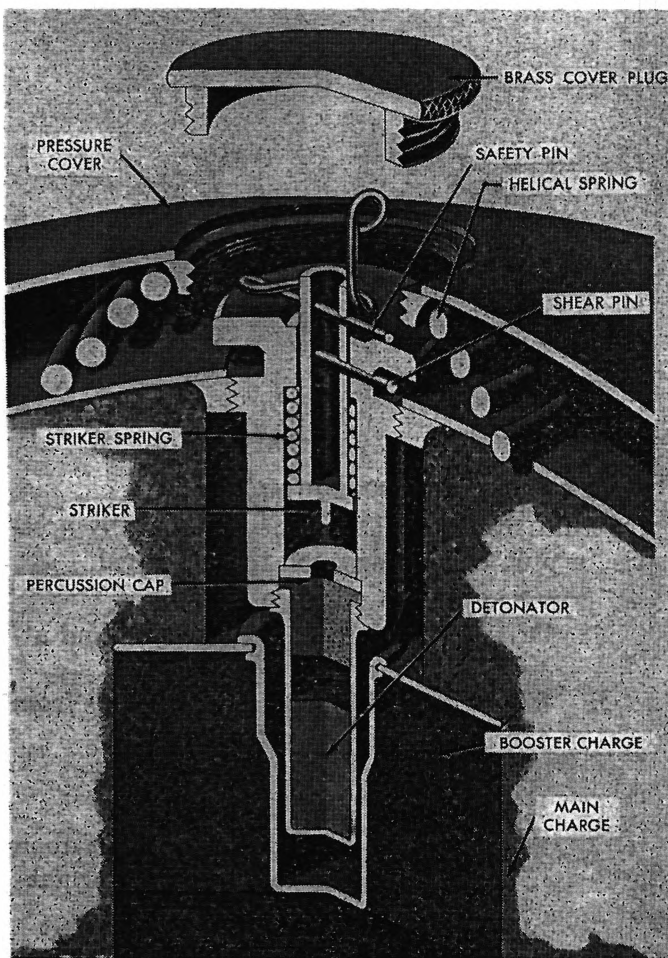 BRASS COVER PLUG
PRESSURE
COVER
SAFETY PIN
HELICAL SPRING
SHEAR PIN
STRIKER SPRING
STRIKER
PERCUSSION CAP
DETONATOR
BOOSTER CHARGE
MAIN
CHARGE